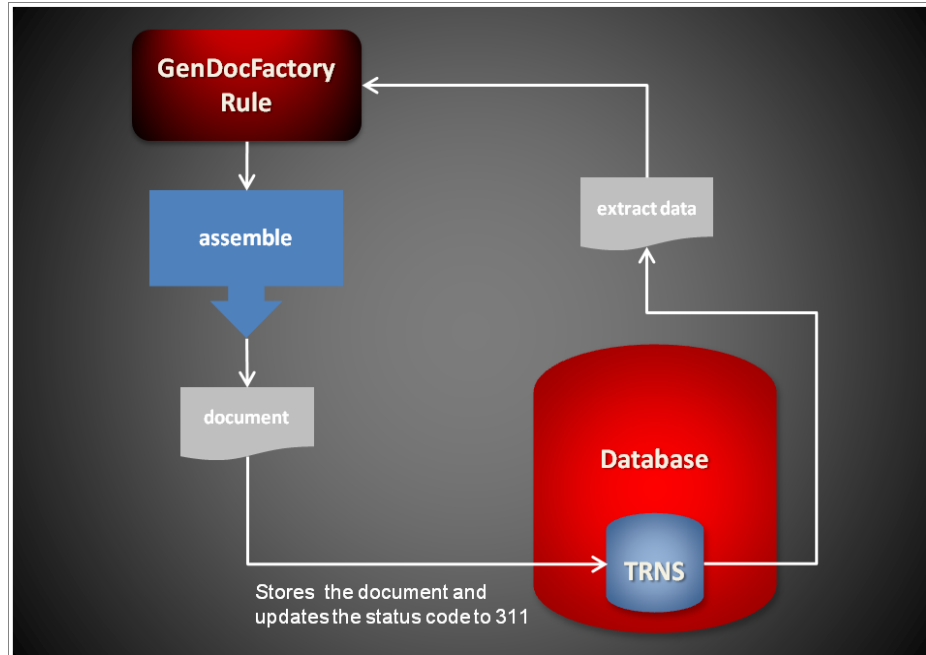 GenDocFactory
Rule
extract data
assemble
document
Database
TRNS
Stores the document and
updates the status code to 311